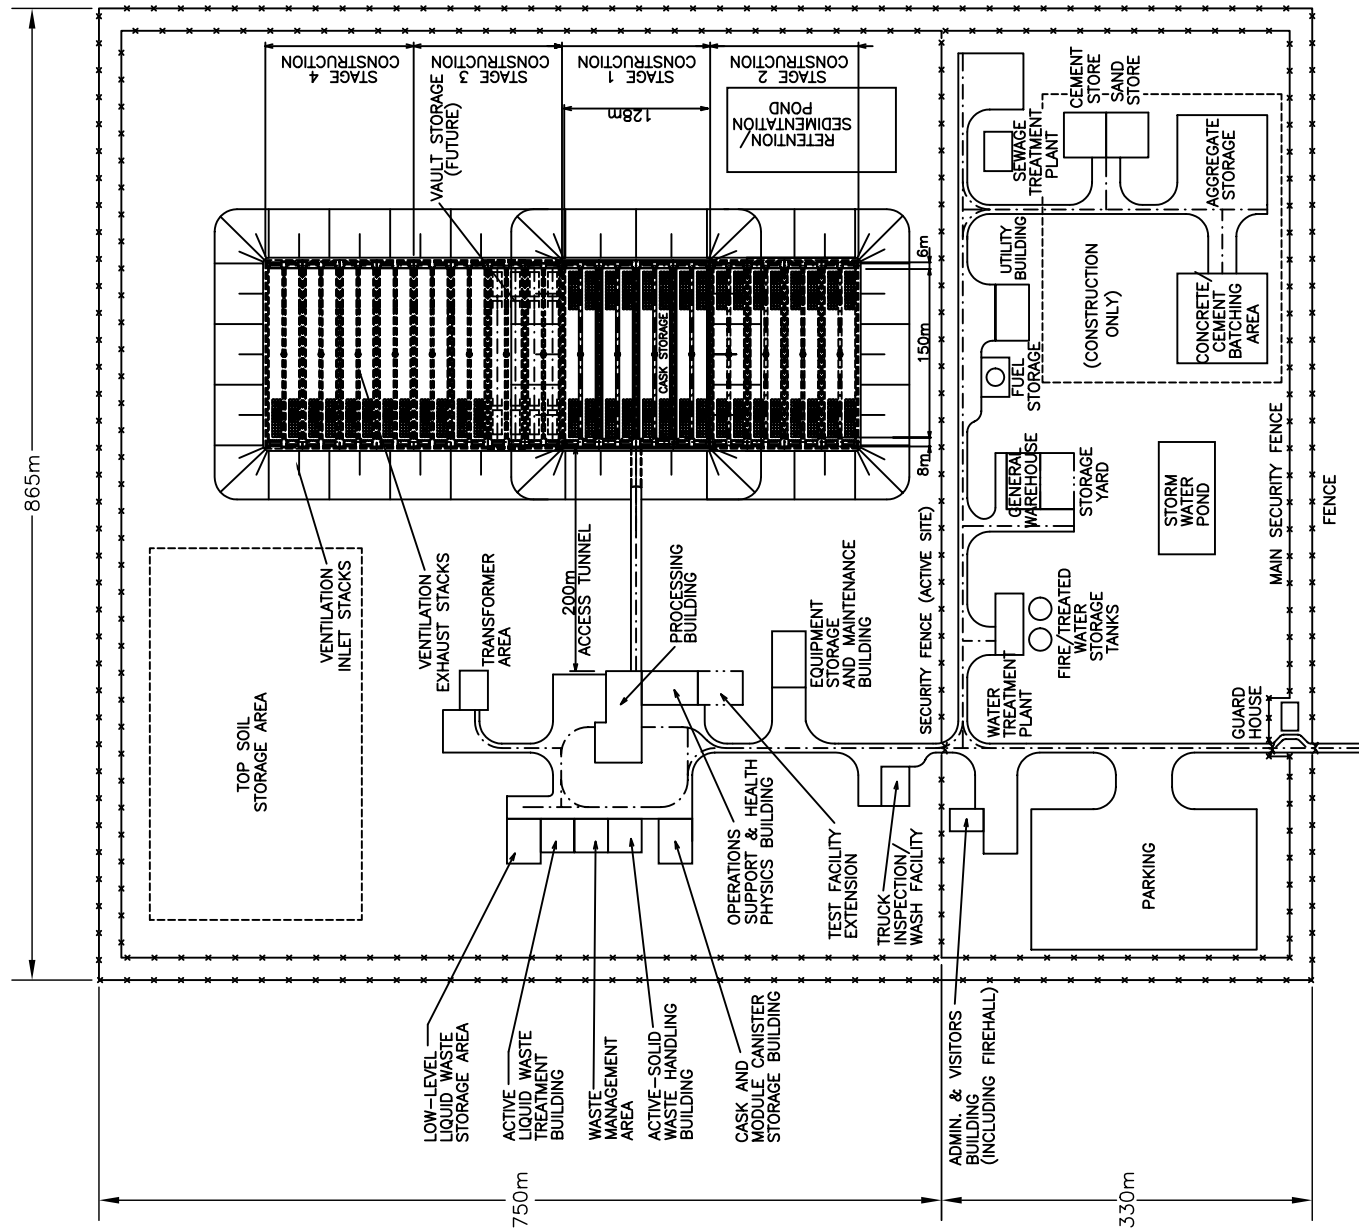 865m
STAGE 4
CONSTRUCTION
STAGE 3
CONSTRUCTION
STAGE 1
CONSTRUCTION
STAGE 2
CONSTRUCTION
128m
VAULT STORAGE
(FUTURE)
RETENTION/
SEDIMENTATION
POND
CASK STORAGE
6m
150m
8m
TOP SOIL
STORAGE AREA
VENTILATION
INLET STACKS
VENTILATION
EXHAUST STACKS
TRANSFORMER
AREA
200m
ACCESS TUNNEL
PROCESSING
BUILDING
EQUIPMENT
STORAGE
AND MAINTENANCE
BUILDING
OPERATIONS
SUPPORT & HEALTH
PHYSICS BUILDING
TEST FACILITY
EXTENSION
TRUCK
INSPECTION/
WASH FACILITY
SECURITY FENCE (ACTIVE SITE)
LOW-LEVEL
LIQUID WASTE
STORAGE AREA
ACTIVE
LIQUID WASTE
TREATMENT
BUILDING
WASTE
MANAGEMENT
AREA
ACTIVE-SOLID
WASTE HANDLING
BUILDING
CASK AND
MODULE CANISTER
STORAGE BUILDING
ADMIN. & VISITORS
BUILDING
(INCLUDING FIREHALL)
CEMENT
STORE
SAND
STORE
SEWAGE
TREATMENT
PLANT
AGGREGATE
STORAGE
UTILITY
BUILDING
(CONSTRUCTION
ONLY)
CONCRETE/
CEMENT
BATCHING
AREA
FUEL
STORAGE
GENERAL
WAREHOUSE
STORAGE
YARD
STORM
WATER
POND
MAIN SECURITY FENCE
FENCE
WATER
TREATMENT
PLANT
FIRE/TREATED
WATER
STORAGE
TANKS
GUARD
HOUSE
PARKING
750m
330m